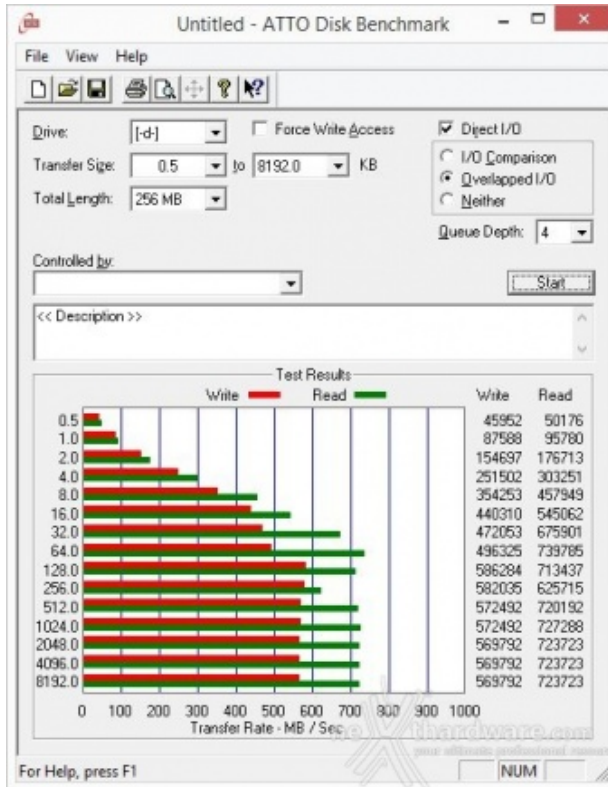 Untitled - ATTO Disk Benchmark
File View Help
Drive: [-d-] Force Write Access Direct I/O
Transfer Size: 0.5 to 8192.0 KB I/O Comparison
Overlapped I/O
Total Length: 256 MB Neither
Queue Depth: 4
Controlled by:
Start
<< Description >>
Test Results
Write Read Write Read
0.5 45952 50176
1.0 87588 95780
2.0 154697 176713
4.0 251502 303251
8.0 354253 457949
16.0 440310 545062
32.0 472053 675901
64.0 496325 739785
128.0 586284 713437
256.0 582035 625715
512.0 572492 720192
1024.0 572492 727288
2048.0 569792 723723
4096.0 569792 723723
8192.0 569792 723723
0 100 200 300 400 500 600 700 800 900 1000
Transfer Rate - MB / Sec
neXthardware.com
your ultimate professional
For Help, press F1 NUM